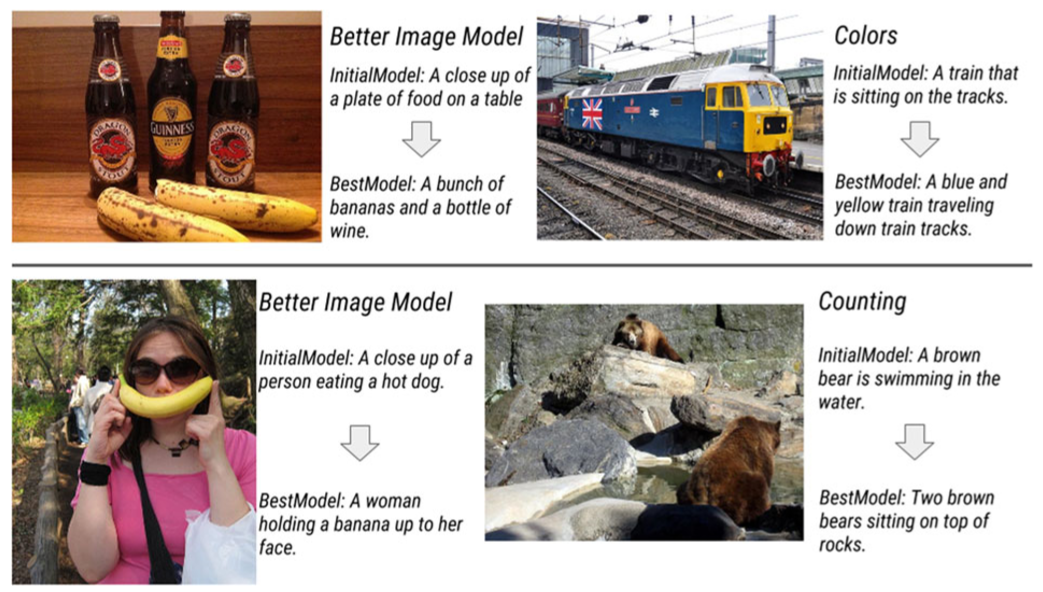 Better Image Model
InitialModel: A close up of
a plate of food on a table
BestModel: A bunch of
bananas and a bottle of
wine.
Colors
InitialModel: A train that
is sitting on the tracks.
BestModel: A blue and
yellow train traveling
down train tracks.
DRAGON
STOUT
GUINNESS
DRAGON
STOUT
Better Image Model
InitialModel: A close up of a
person eating a hot dog.
BestModel: A woman
holding a banana up to her
face.
Counting
InitialModel: A brown
bear is swimming in the
water.
BestModel: Two brown
bears sitting on top of
rocks.